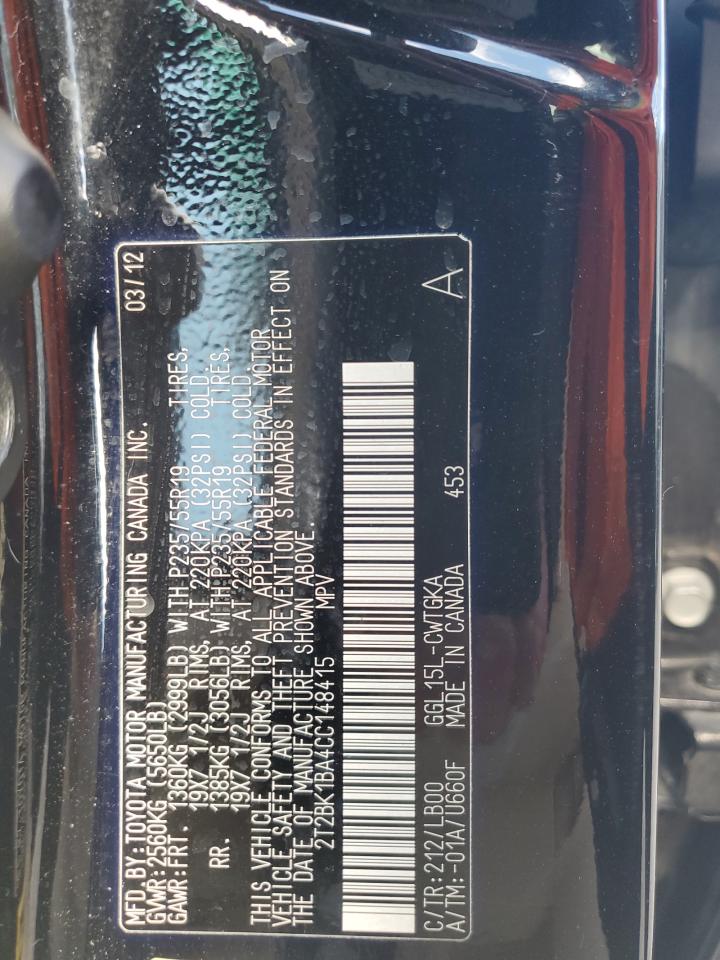 MFD. BY:TOYOTA MOTOR MANUFACTURING CANADA INC. 03/12
GVWR:2560KG (5650LB)
GAWR:FRT. 1360KG (2999LB) WITH P235/55R19 TIRES,
19X7 1/2J RIMS, AT 220KPA (32PSI) COLD.
RR. 1385KG (3056LB) WITH P235/55R19 TIRES,
19X7 1/2J RIMS, AT 220KPA (32PSI) COLD.
THIS VEHICLE CONFORMS TO ALL APPLICABLE FEDERAL MOTOR
VEHICLE SAFETY AND THEFT PREVENTION STANDARDS IN EFFECT ON
THE DATE OF MANUFACTURE SHOWN ABOVE.
2T2BK1BA4CC148415 MPV
C/TR:212/LB00 GGL15L-CWTGKA A
A/TM:-01A/U660F MADE IN CANADA 453